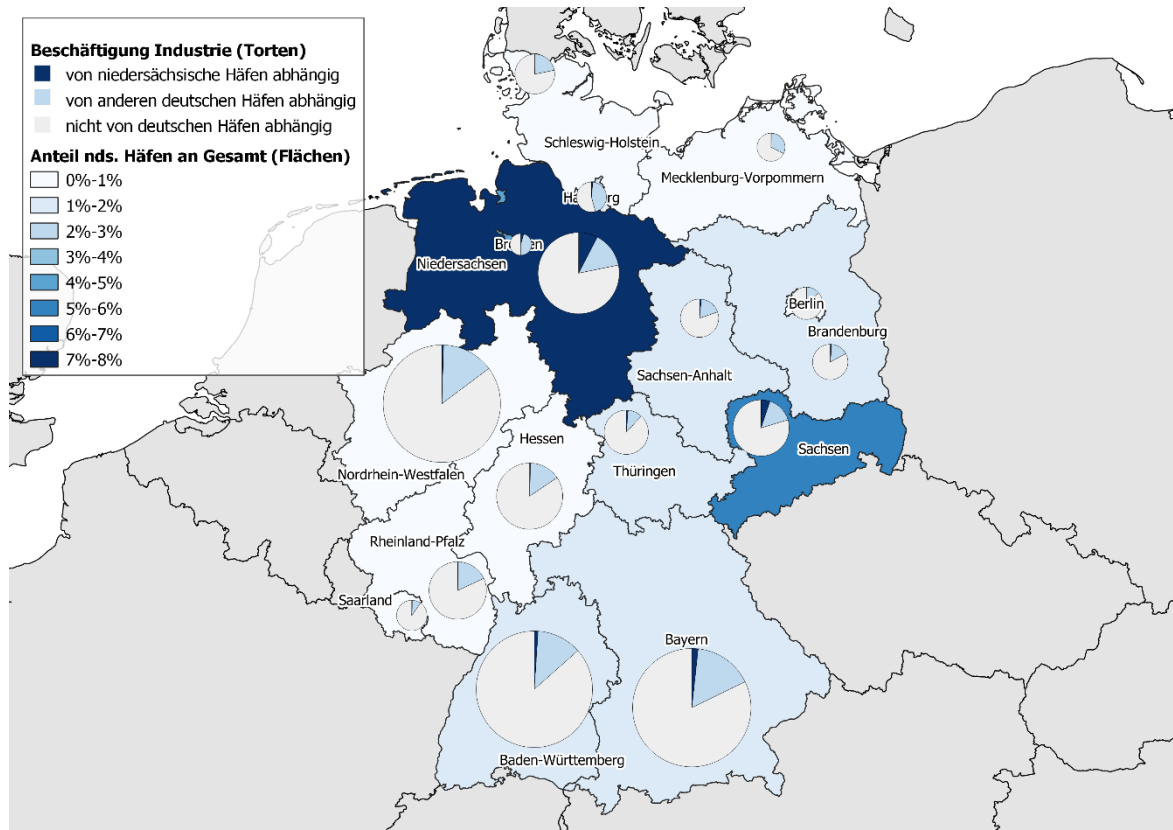 Beschäftigung Industrie (Torten)
von niedersächsische Häfen abhängig
von anderen deutschen Häfen abhängig
nicht von deutschen Häfen abhängig
Anteil nds. Häfen an Gesamt (Flächen)
0%-1%
1%-2%
2%-3%
3%-4%
4%-5%
5%-6%
6%-7%
7%-8%
Schleswig-Holstein
Mecklenburg-Vorpommern
Niedersachsen
Berlin
Brandenburg
Sachsen-Anhalt
Hessen
Sachsen
Nordrhein-Westfalen
Thüringen
Rheinland-Pfalz
Saarland
Bayern
Baden-Württemberg